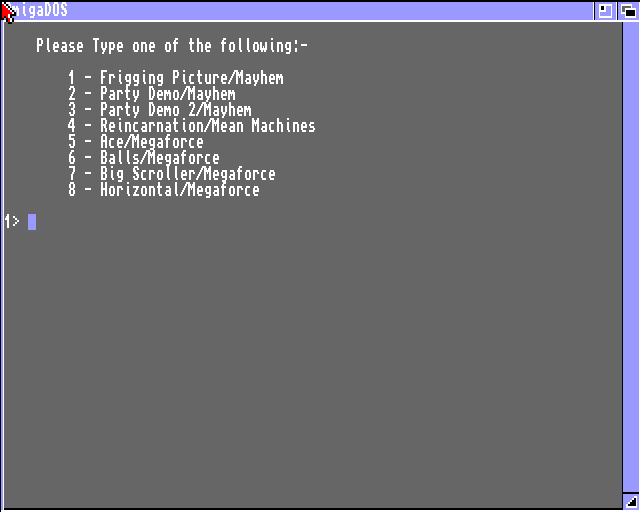 AmigaDOS
Please Type one of the following:-
1 - Frigging Picture/Mayhem
2 - Party Demo/Mayhem
3 - Party Demo 2/Mayhem
4 - Reincarnation/Mean Machines
5 - Ace/Megaforce
6 - Balls/Megaforce
7 - Big Scroller/Megaforce
8 - Horizontal/Megaforce
1>